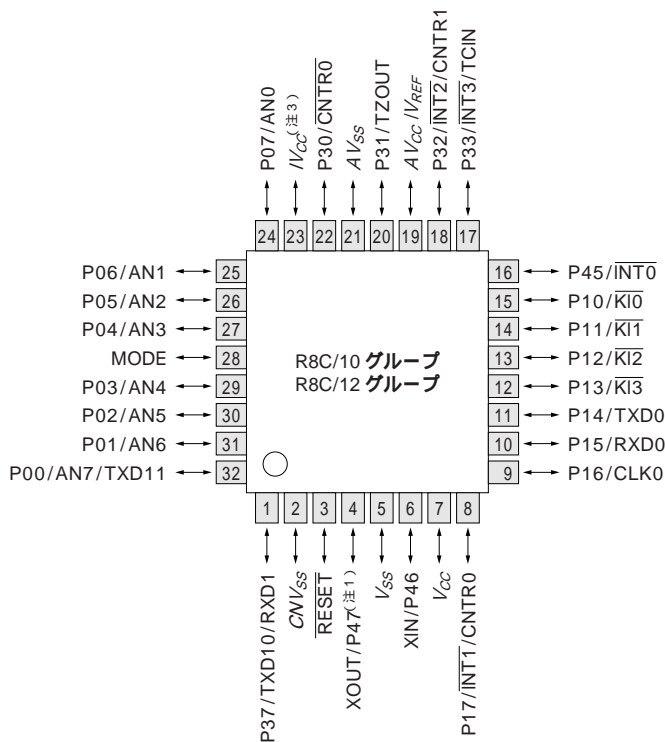 P07/AN0
IVCC(注3)
P30/CNTR0
AVSS
P31/TZOUT
AVCC/VREF
P32/INT2/CNTR1
P33/INT3/TCIN
24
23
22
21
20
19
18
17
P06/AN1
25
16
P45/INT0
P05/AN2
26
15
P10/KI0
P04/AN3
27
14
P11/KI1
MODE
28
13
P12/KI2
P03/AN4
29
12
P13/KI3
P02/AN5
30
11
P14/TXD0
P01/AN6
31
10
P15/RXD0
P00/AN7/TXD11
32
9
P16/CLK0
R8C/10 グループ
R8C/12 グループ
1
2
3
4
5
6
7
8
P37/TXD10/RXD1
CNVSS
RESET
XOUT/P47(注1)
VSS
XIN/P46
VCC
P17/INT1/CNTR0